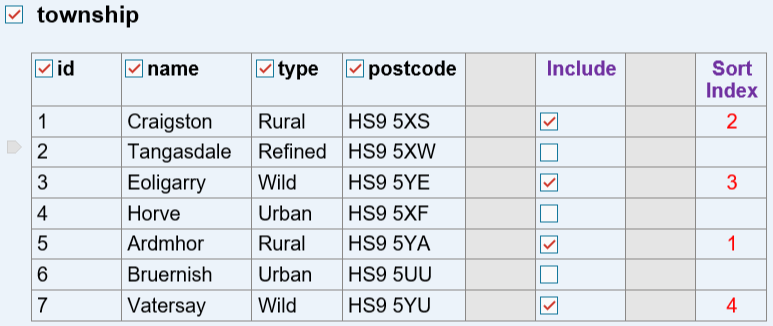 township
id name type postcode Include Sort Index
1 Craigston Rural HS9 5XS 2
2 Tangasdale Refined HS9 5XW
3 Eoligarry Wild HS9 5YE 3
4 Horve Urban HS9 5XF
5 Ardmhor Rural HS9 5YA 1
6 Bruernish Urban HS9 5UU
7 Vatersay Wild HS9 5YU 4